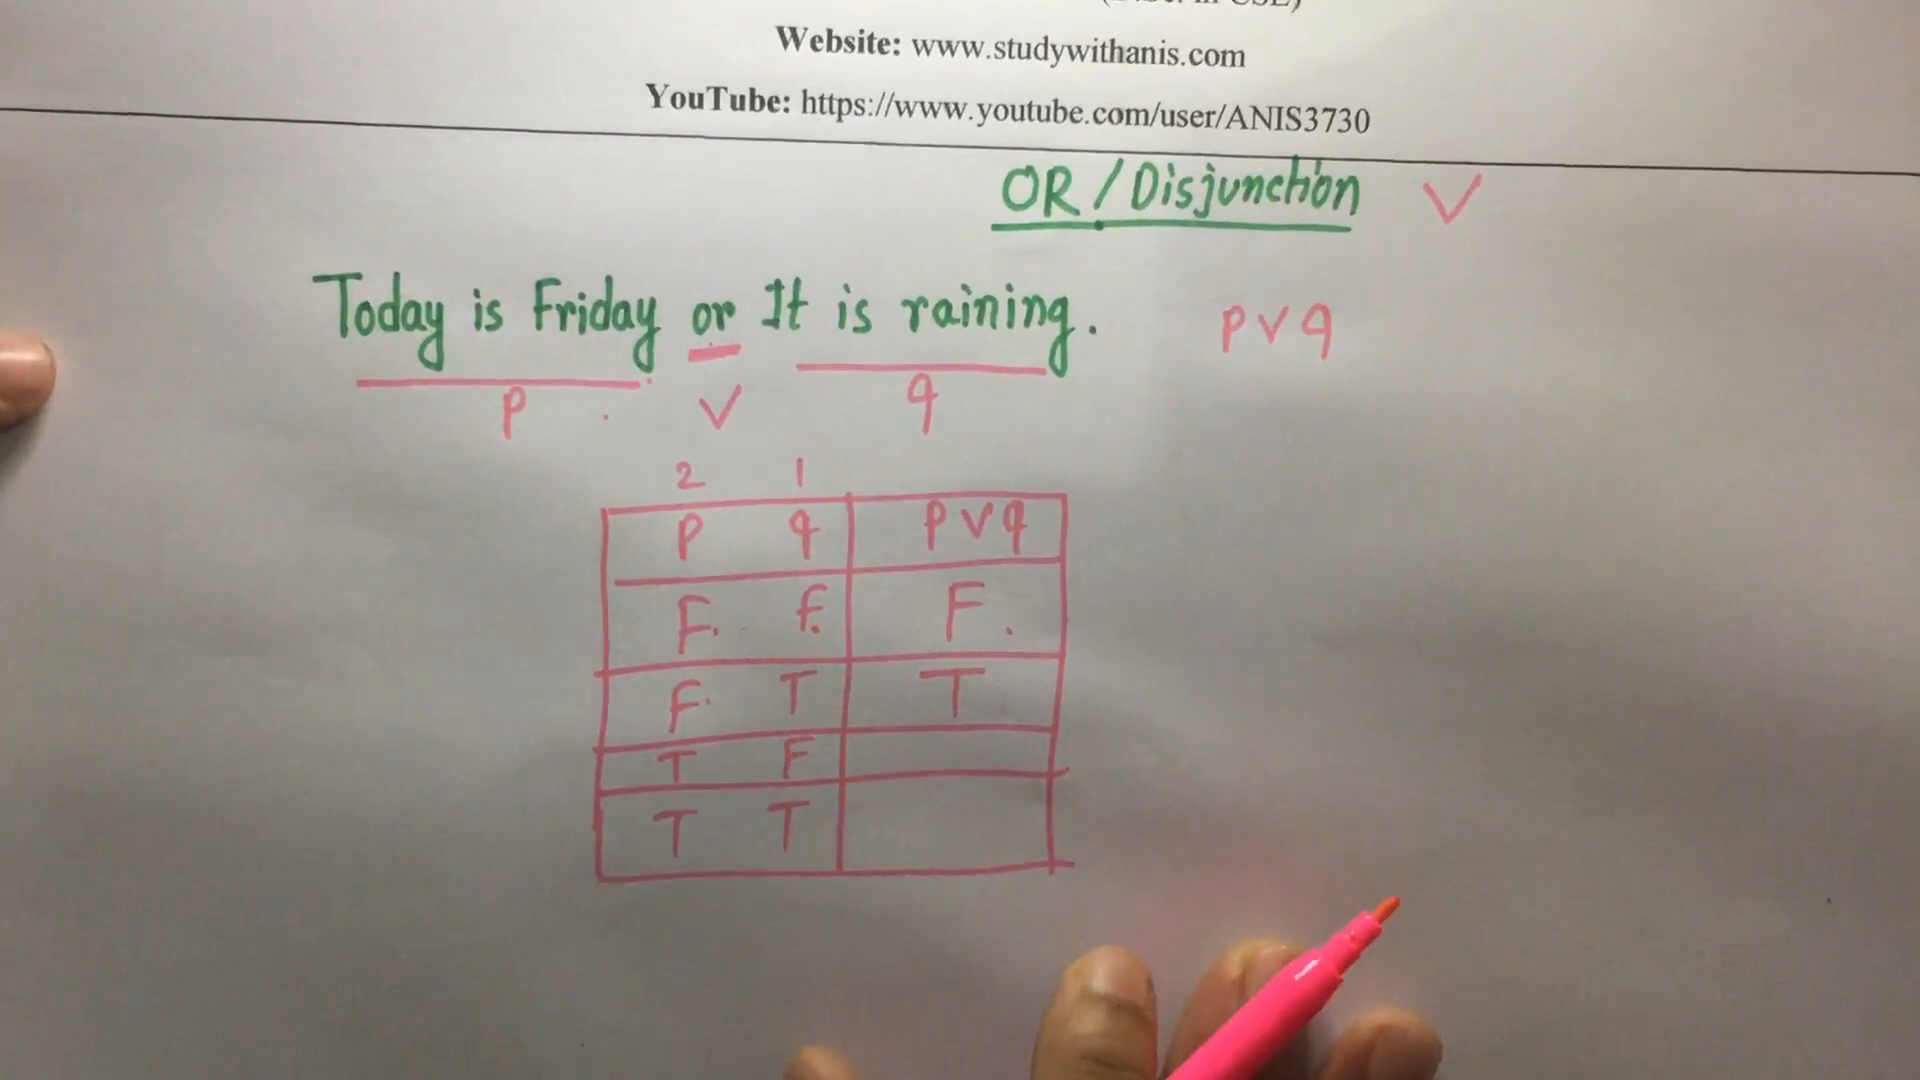 Website: www.studywithanis.com
YouTube: https://www.youtube.com/user/ANIS3730
OR / Disjunction ∨
Today is Friday or It is raining. p ∨ q
p ∨ q
2 1
p q p ∨ q
F. F. F.
F. T T
T F
T T